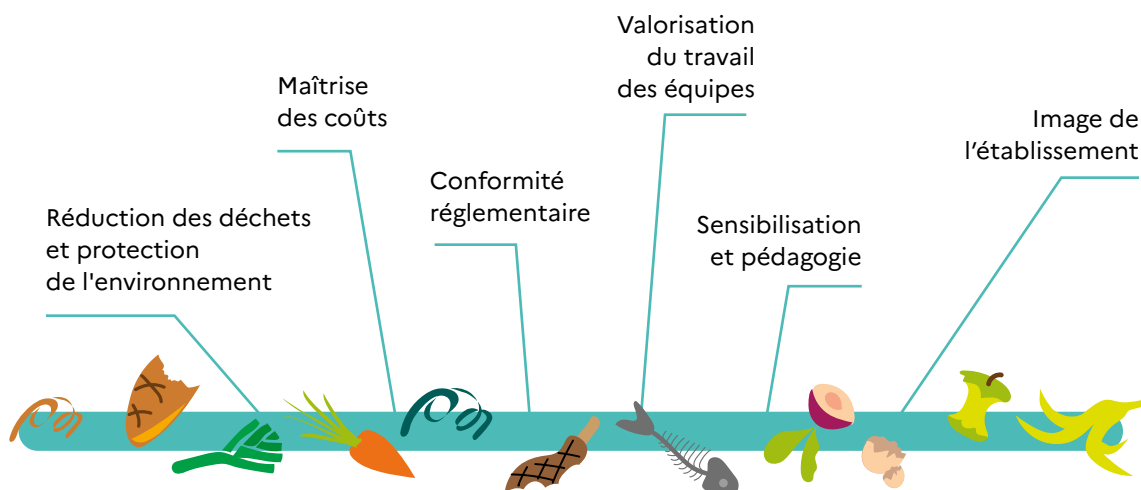 Réduction des déchets
et protection
de l'environnement
Maîtrise
des coûts
Conformité
réglementaire
Valorisation
du travail
des équipes
Sensibilisation
et pédagogie
Image de
l’établissement